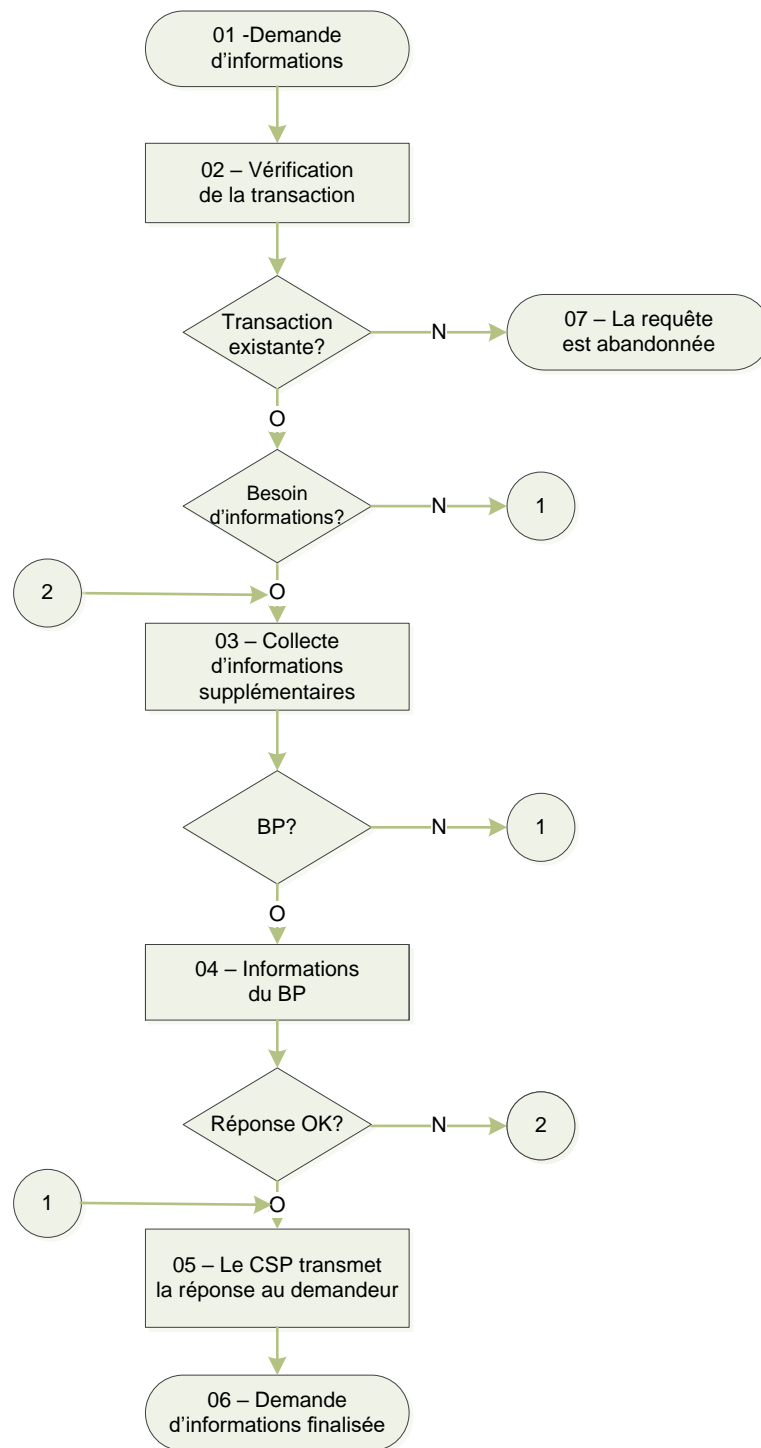 01 -Demande
d’informations
02 – Vérification
de la transaction
Transaction
existante?
N
07 – La requête
est abandonnée
O
Besoin
d’informations?
N
1
2
O
03 – Collecte
d’informations
supplémentaires
BP?
N
1
O
04 – Informations
du BP
Réponse OK?
N
2
1
O
05 – Le CSP transmet
la réponse au demandeur
06 – Demande
d’informations finalisée